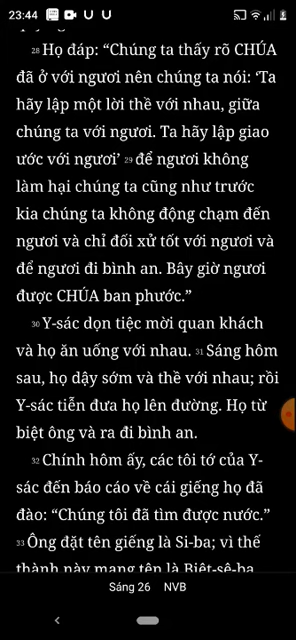 23:44
28 Họ đáp: “Chúng ta thấy rõ CHÚA
đã ở với ngươi nên chúng ta nói: ‘Ta
hãy lập một lời thề với nhau, giữa
chúng ta với ngươi. Ta hãy lập giao
ước với ngươi’ 29 để ngươi không
làm hại chúng ta cũng như trước
kia chúng ta không động chạm đến
ngươi và chỉ đối xử tốt với ngươi và
để ngươi đi bình an. Bây giờ ngươi
được CHÚA ban phước.”
30 Y-sác dọn tiệc mời quan khách
và họ ăn uống với nhau. 31 Sáng hôm
sau, họ dậy sớm và thề với nhau; rồi
Y-sác tiễn đưa họ lên đường. Họ từ
biệt ông và ra đi bình an.
32 Chính hôm ấy, các tôi tớ của Y-
sác đến báo cáo về cái giếng họ đã
đào: “Chúng tôi đã tìm được nước.”
33 Ông đặt tên giếng là Si-ba; vì thế
thành này mang tên là Biệt-sê-ba
Sáng 26 NVB